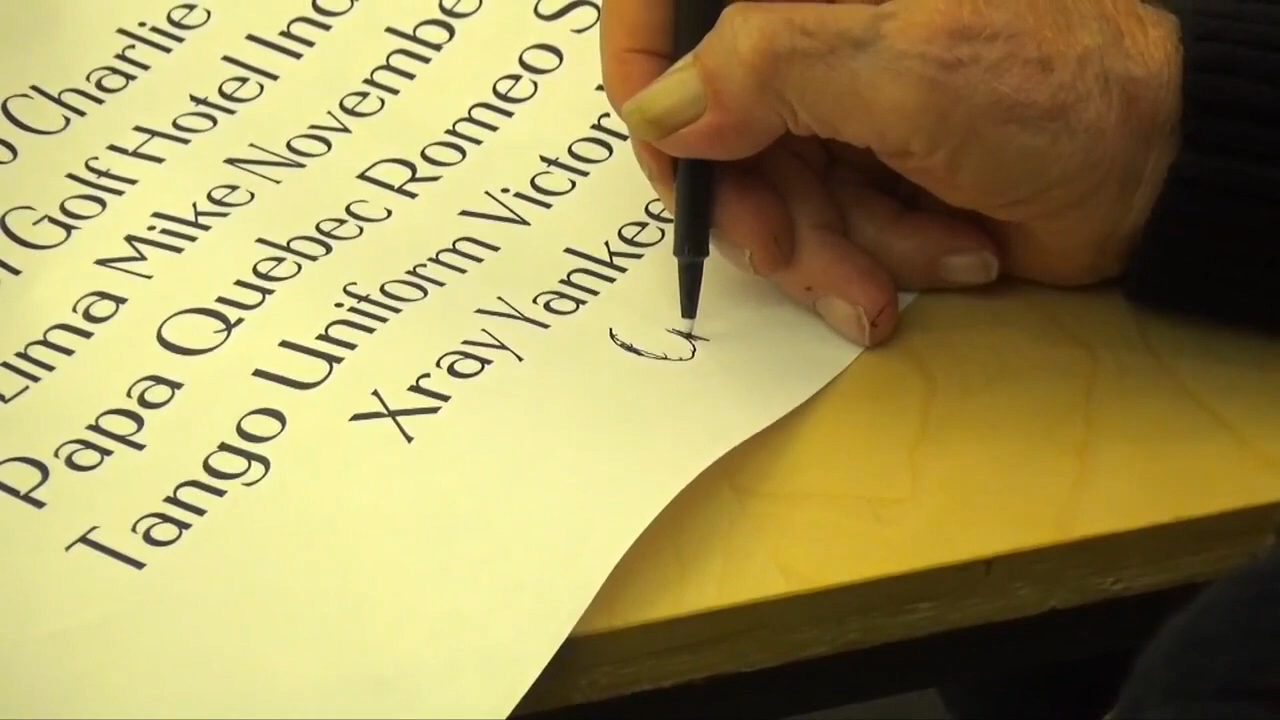 Charlie
Golf Hotel Ind
Lima Mike Novembe
Papa Quebec Romeo S
Tango Uniform Victor
Xray Yankee